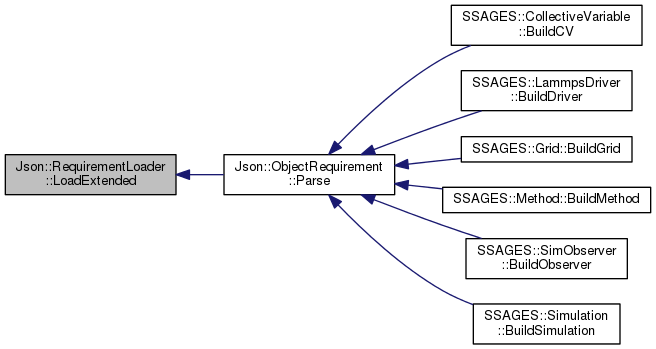 Json::RequirementLoader
::LoadExtended
Json::ObjectRequirement
::Parse
SSAGES::CollectiveVariable
::BuildCV
SSAGES::LammpsDriver
::BuildDriver
SSAGES::Grid::BuildGrid
SSAGES::Method::BuildMethod
SSAGES::SimObserver
::BuildObserver
SSAGES::Simulation
::BuildSimulation